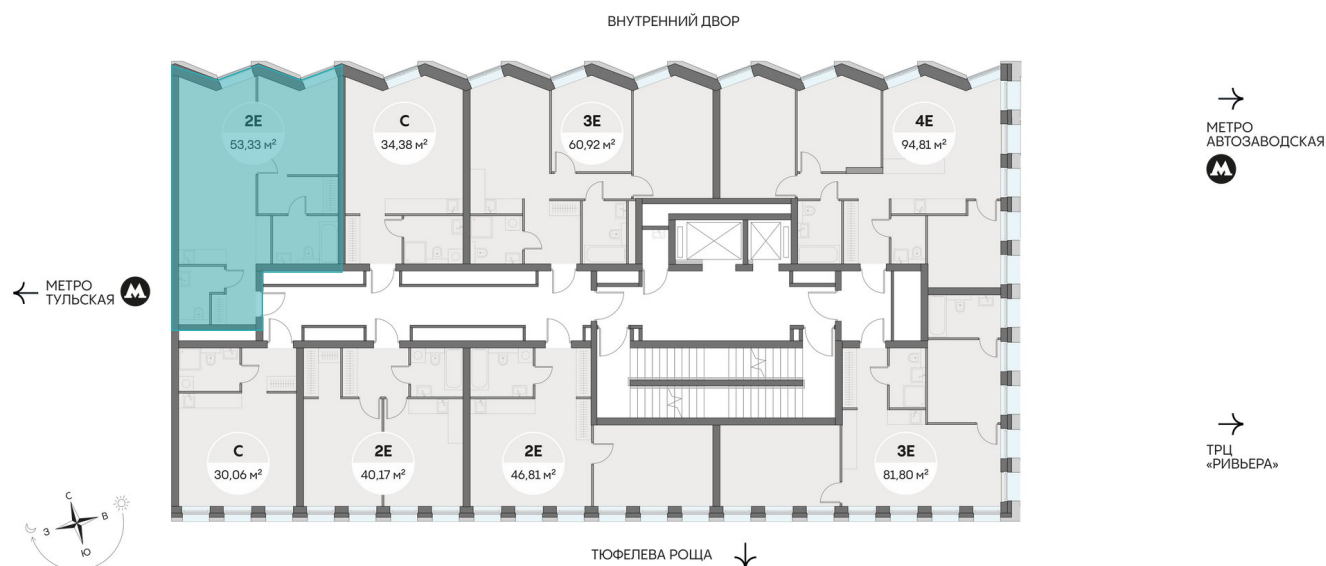 ВНУТРЕННИЙ ДВОР
2Е
53,33 м²
С
34,38 м²
3Е
60,92 м²
4Е
94,81 м²
МЕТРО
АВТОЗАВОДСКАЯ
МЕТРО
ТУЛЬСКАЯ
С
30,06 м²
2Е
40,17 м²
2Е
46,81 м²
3Е
81,80 м²
ТРЦ
«РИВЬЕРА»
С
В
З
Ю
ТЮФЕЛЕВА РОЩА